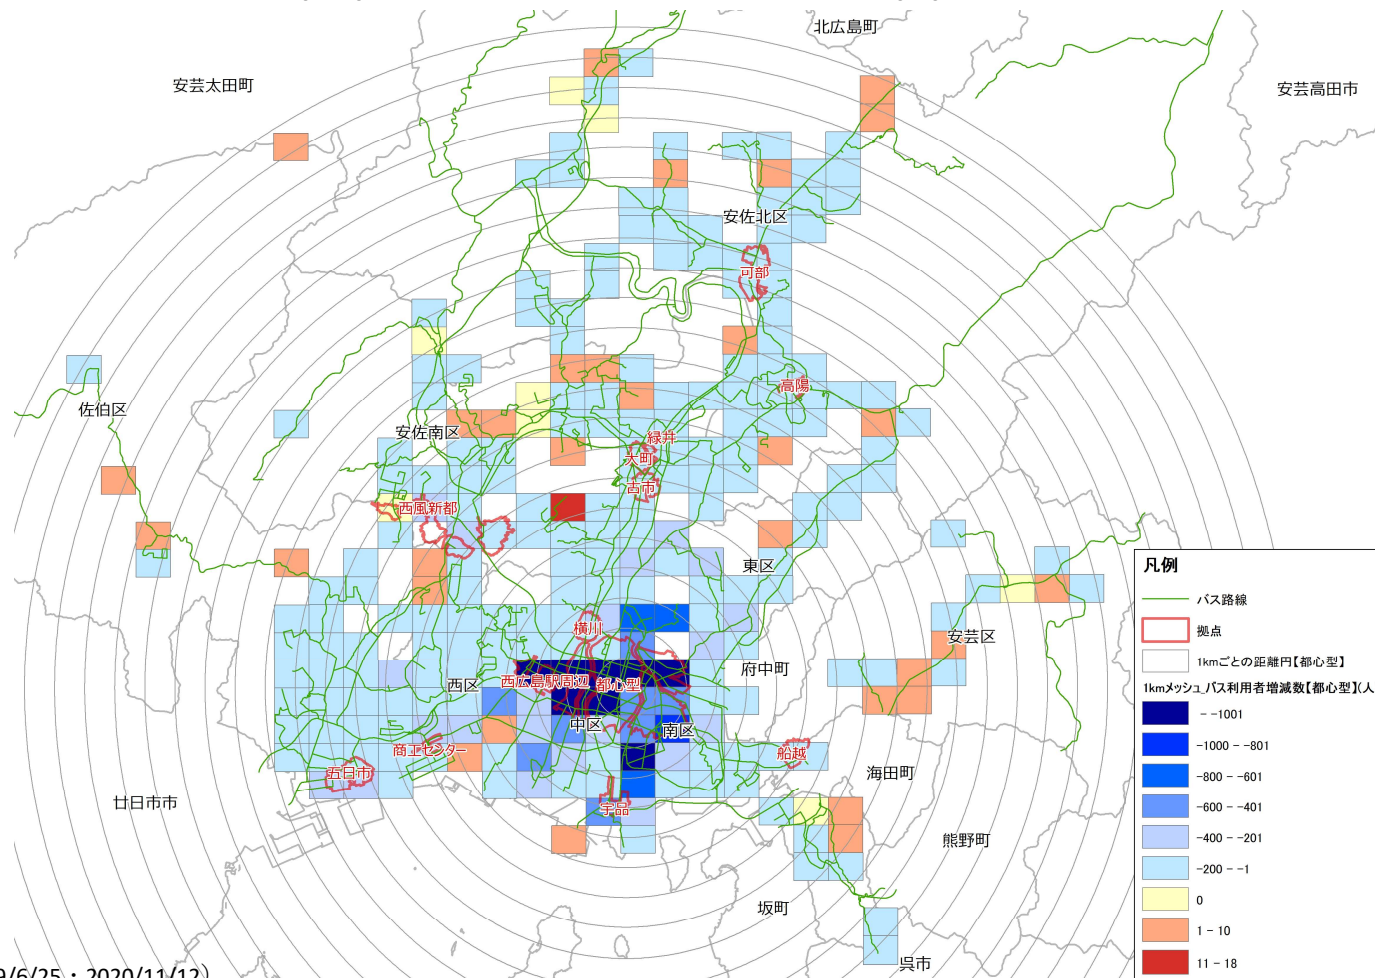 北広島町
安芸太田町
安芸高田市
安佐北区
可部
高陽
佐伯区
安佐南区
緑井
大町
古市
西風新都
東区
横川
安芸区
府中町
西広島駅周辺
都心型
西区
中区
南区
商工センター
船越
五日市
海田町
廿日市市
宇品
熊野町
坂町
呉市
凡例
バス路線
拠点
1kmごとの距離円【都心型】
1kmメッシュ_バス利用者増減数【都心型】(人
- -1001
-1000 - -801
-800 - -601
-600 - -401
-400 - -201
-200 - -1
0
1 - 10
11 - 18
9/6/25・2020/11/12)